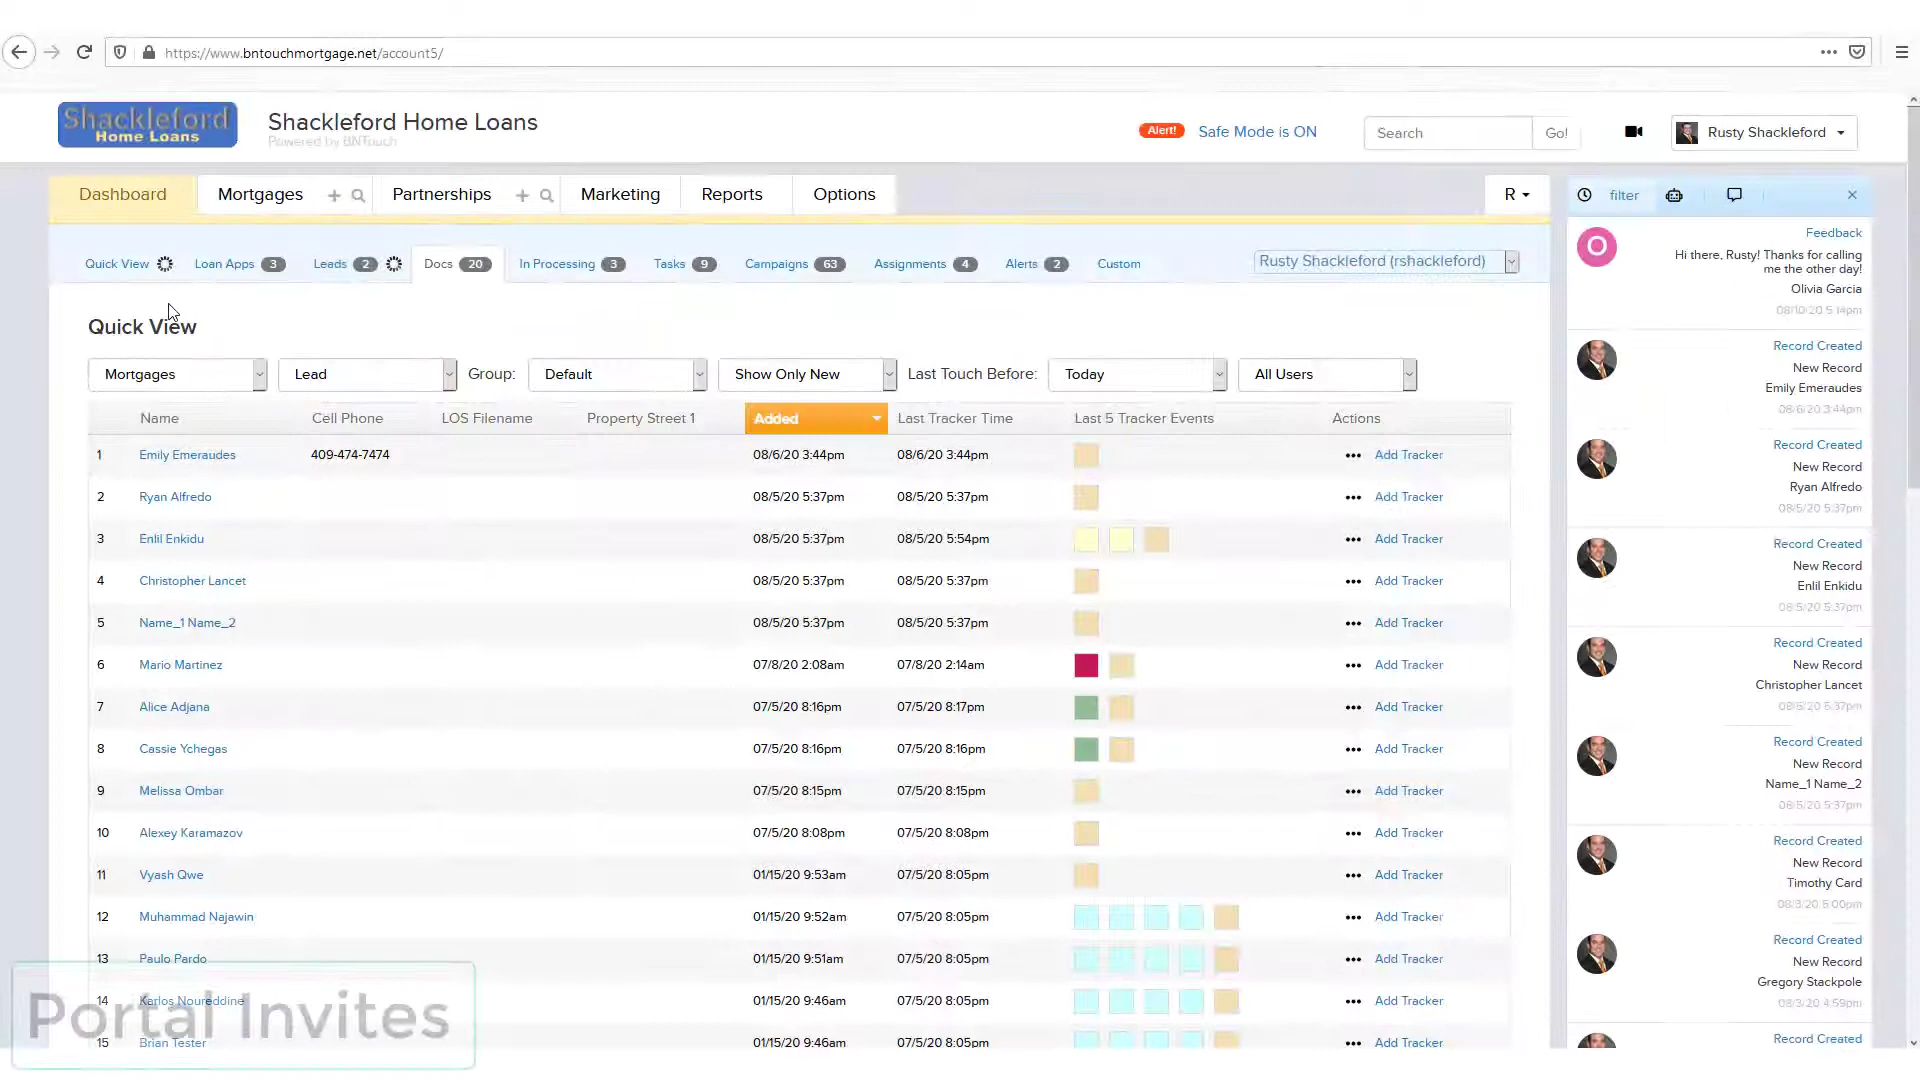 https://www.bntouchmortgage.net/account5/
Shackleford
Home Loans
Shackleford Home Loans
Powered by BNTouch
Alert! Safe Mode is ON
Search Go!
Rusty Shackleford
Dashboard Mortgages Partnerships Marketing Reports Options R
filter
Quick View Loan Apps 3 Leads 2 Docs 20 In Processing 3 Tasks 9 Campaigns 63 Assignments 4 Alerts 2 Custom
Rusty Shackleford (rshackleford)
Quick View
Mortgages Lead Group: Default Show Only New Last Touch Before: Today All Users
Name Cell Phone LOS Filename Property Street 1 Added Last Tracker Time Last 5 Tracker Events Actions
1 Emily Emeraudes 409-474-7474 08/6/20 3:44pm 08/6/20 3:44pm ••• Add Tracker
2 Ryan Alfredo 08/5/20 5:37pm 08/5/20 5:37pm ••• Add Tracker
3 Enlil Enkidu 08/5/20 5:37pm 08/5/20 5:54pm ••• Add Tracker
4 Christopher Lancet 08/5/20 5:37pm 08/5/20 5:37pm ••• Add Tracker
5 Name_1 Name_2 08/5/20 5:37pm 08/5/20 5:37pm ••• Add Tracker
6 Mario Martinez 07/8/20 2:08am 07/8/20 2:14am ••• Add Tracker
7 Alice Adjana 07/5/20 8:16pm 07/5/20 8:17pm ••• Add Tracker
8 Cassie Ychegas 07/5/20 8:16pm 07/5/20 8:16pm ••• Add Tracker
9 Melissa Ombar 07/5/20 8:15pm 07/5/20 8:15pm ••• Add Tracker
10 Alexey Karamazov 07/5/20 8:08pm 07/5/20 8:08pm ••• Add Tracker
11 Vyash Qwe 01/15/20 9:53am 07/5/20 8:05pm ••• Add Tracker
12 Muhammad Najawin 01/15/20 9:52am 07/5/20 8:05pm ••• Add Tracker
13 Paulo Pardo 01/15/20 9:51am 07/5/20 8:05pm ••• Add Tracker
14 Karlos Noureddine 01/15/20 9:46am 07/5/20 8:05pm ••• Add Tracker
15 Brian Tester 01/15/20 9:46am 07/5/20 8:05pm ••• Add Tracker
Portal Invites
O
Feedback
Hi there, Rusty! Thanks for calling
me the other day!
Olivia Garcia
08/10/20 5:14pm
Record Created
New Record
Emily Emeraudes
08/6/20 3:44pm
Record Created
New Record
Ryan Alfredo
08/5/20 5:37pm
Record Created
New Record
Enlil Enkidu
08/5/20 5:37pm
Record Created
New Record
Christopher Lancet
08/5/20 5:37pm
Record Created
New Record
Name_1 Name_2
08/5/20 5:37pm
Record Created
New Record
Timothy Card
08/3/20 5:00pm
Record Created
New Record
Gregory Stackpole
08/3/20 4:59pm
Record Created